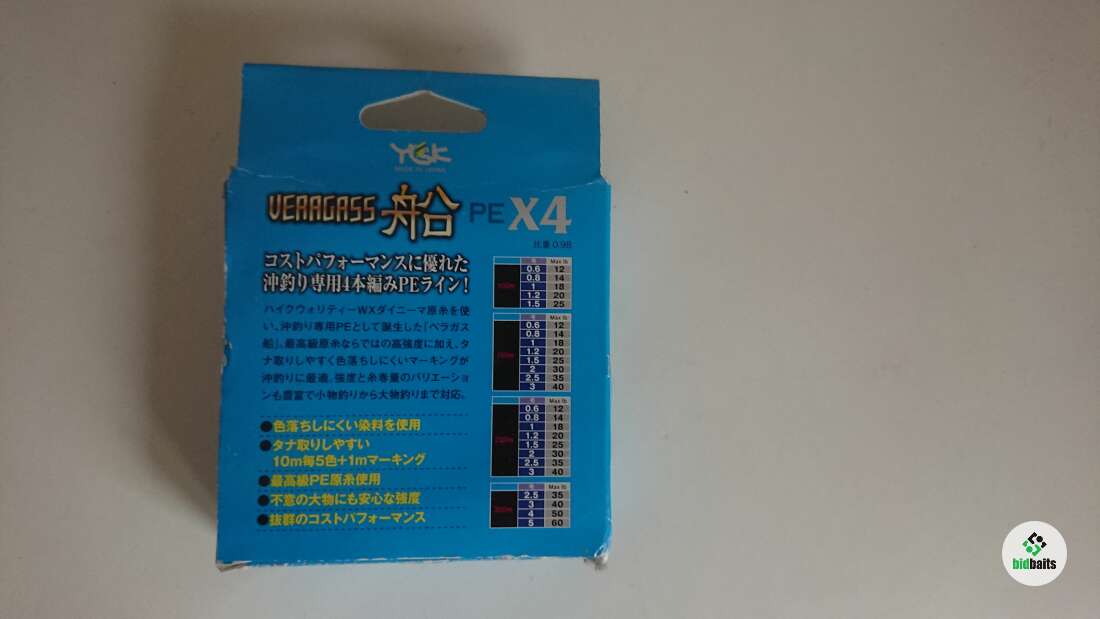 YGK
MADE IN JAPAN
VERAGASS 船 PE X4
比重 0.98
コストパフォーマンスに優れた
沖釣り専用4本編みPEライン!
ハイクウォリティーWXダイニーマ原糸を使
い、沖釣り専用PEとして誕生した「ベラガス
船」。最高級原糸ならではの高強度に加え、タ
ナ取りしやすく色落ちしにくいマーキングが
沖釣りに最適。強度と糸巻量のバリエーショ
ンも豊富で小物釣りから大物釣りまで対応。
●色落ちしにくい染料を使用
●タナ取りしやすい
10m毎5色+1mマーキング
●最高級PE原糸使用
●不意の大物にも安心な強度
●抜群のコストパフォーマンス
号 Max lb
0.6 12
0.8 14
100m 1 18
1.2 20
1.5 25
号 Max lb
0.6 12
0.8 14
1 18
1.2 20
150m 1.5 25
2 30
2.5 35
3 40
号 Max lb
0.6 12
0.8 14
1 18
1.2 20
200m 1.5 25
2 30
2.5 35
3 40
号 Max lb
2.5 35
300m 3 40
4 50
5 60
bidbaits